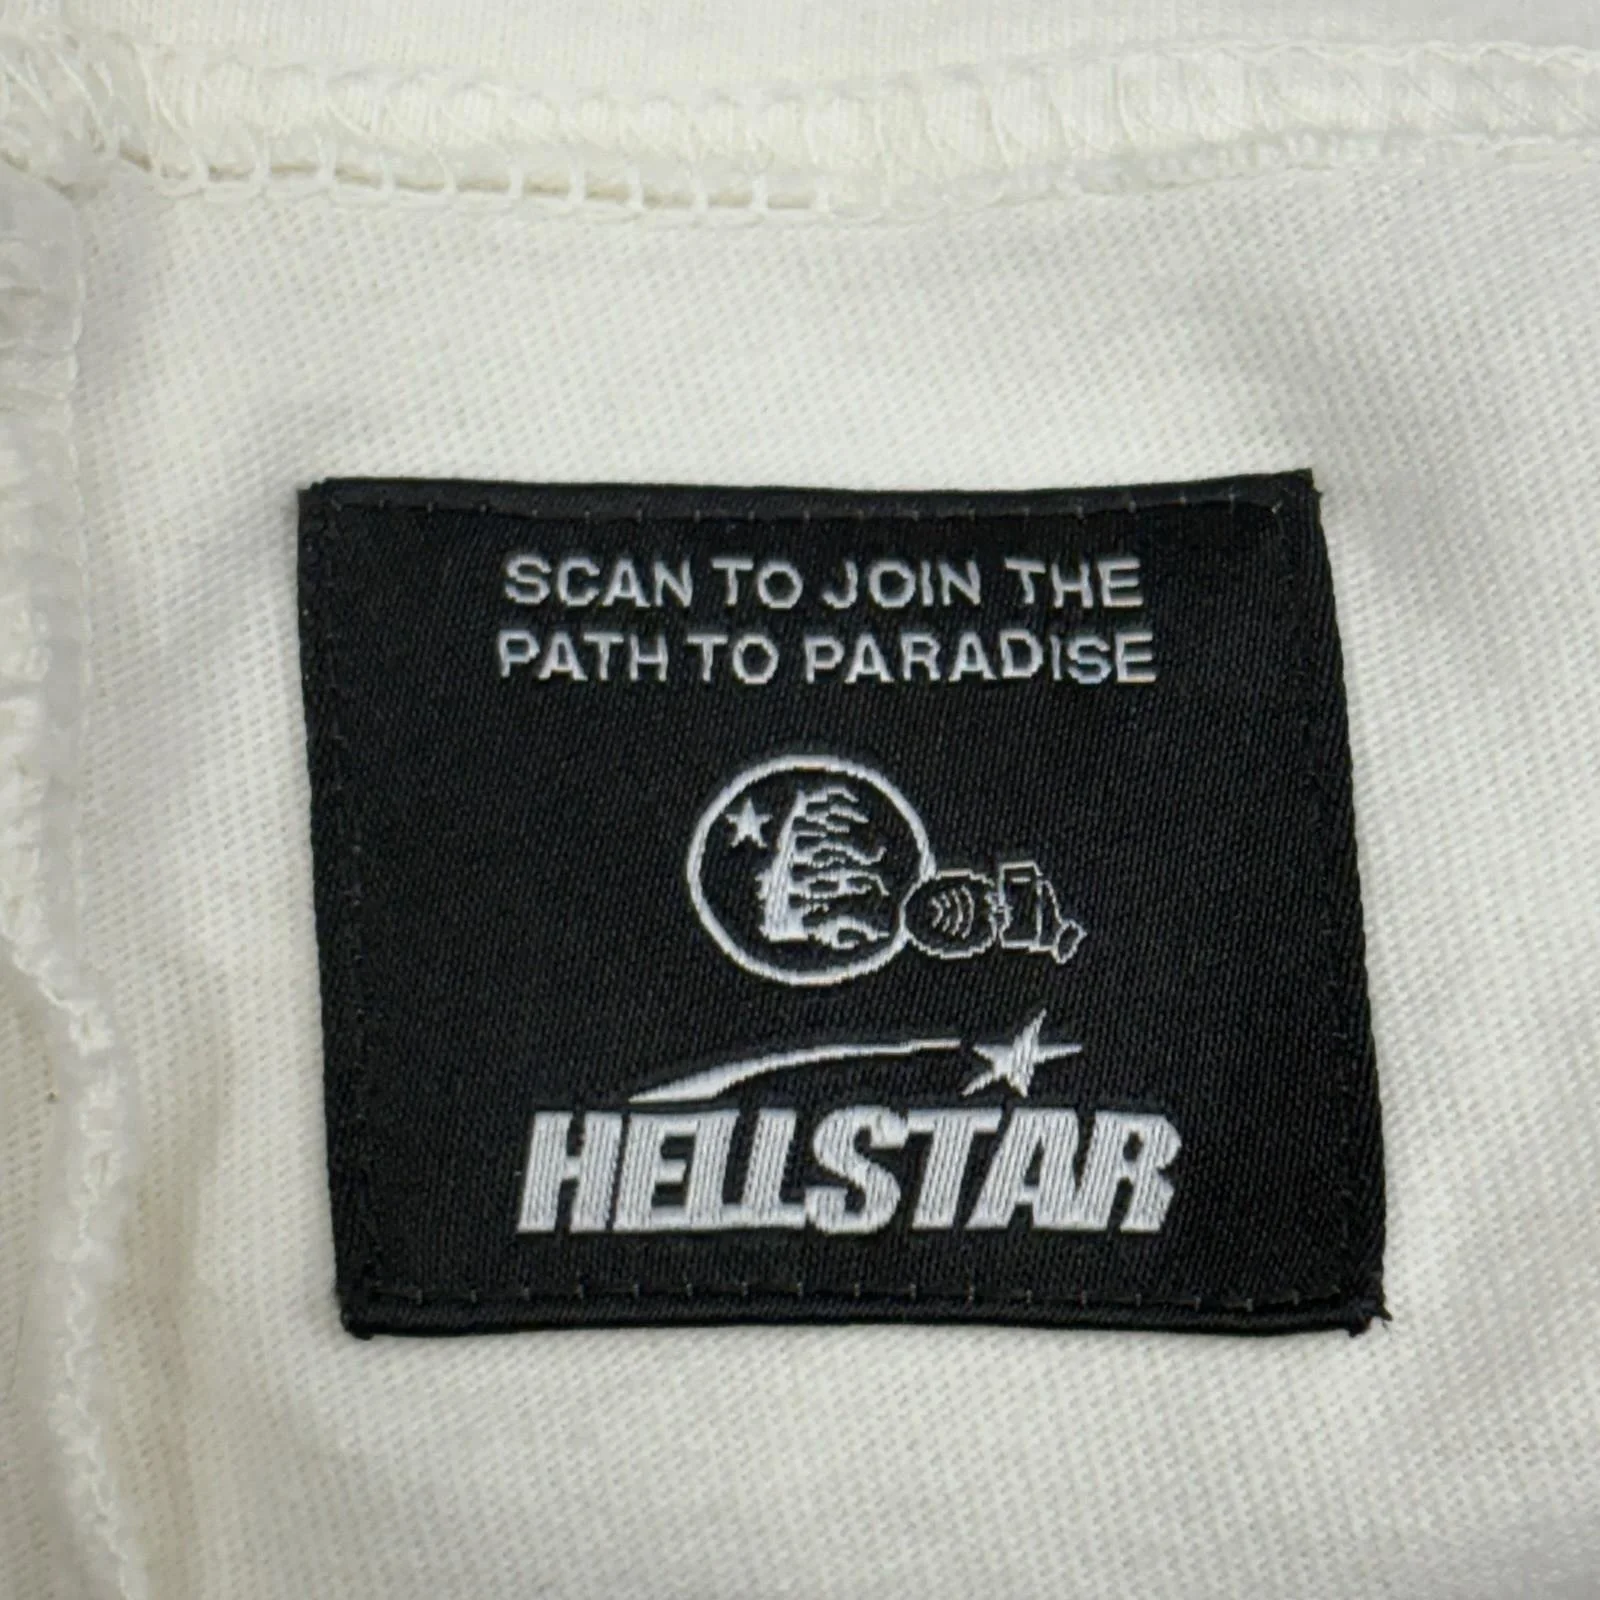 SCAN TO JOIN THE
PATH TO PARADISE
HELLSTAR